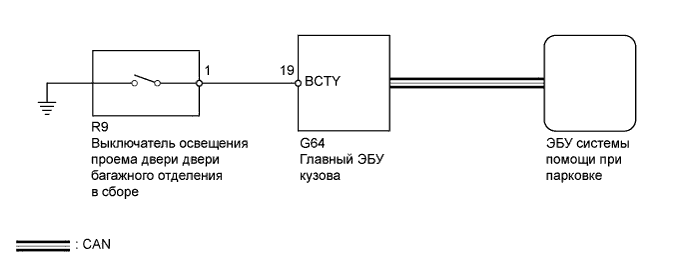 1
19
BCTY
R9
Выключатель освещения
проема двери двери
багажного отделения
в сборе
G64
Главный ЭБУ
кузова
ЭБУ системы
помощи при
парковке
: CAN